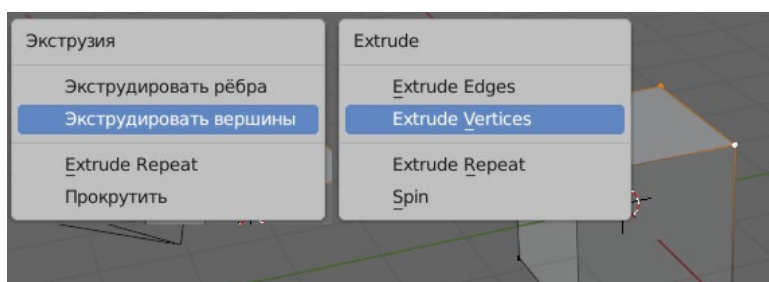 Экструзия
Экструдировать рёбра
Экструдировать вершины
Extrude Repeat
Прокрутить
Extrude
Extrude Edges
Extrude Vertices
Extrude Repeat
Spin